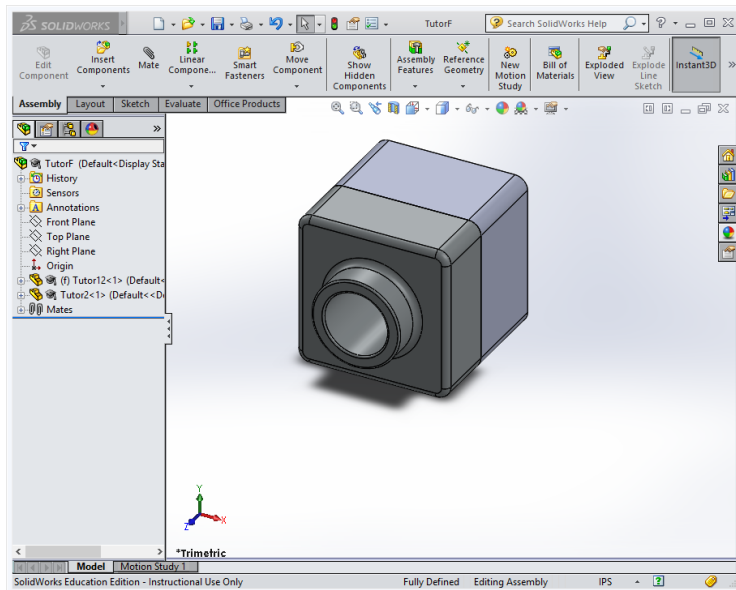 SOLIDWORKS
TutorF
Search SolidWorks Help
Edit Component
Insert Components
Mate
Linear Compone...
Smart Fasteners
Move Component
Show Hidden Components
Assembly Features
Reference Geometry
New Motion Study
Bill of Materials
Exploded View
Explode Line Sketch
Instant3D
Assembly Layout Sketch Evaluate Office Products
TutorF (Default<Display Sta
History
Sensors
Annotations
Front Plane
Top Plane
Right Plane
Origin
(f) Tutor12<1> (Default<
Tutor2<1> (Default<<De
Mates
Y
X
Z
*Trimetric
Model Motion Study 1
SolidWorks Education Edition - Instructional Use Only Fully Defined Editing Assembly IPS